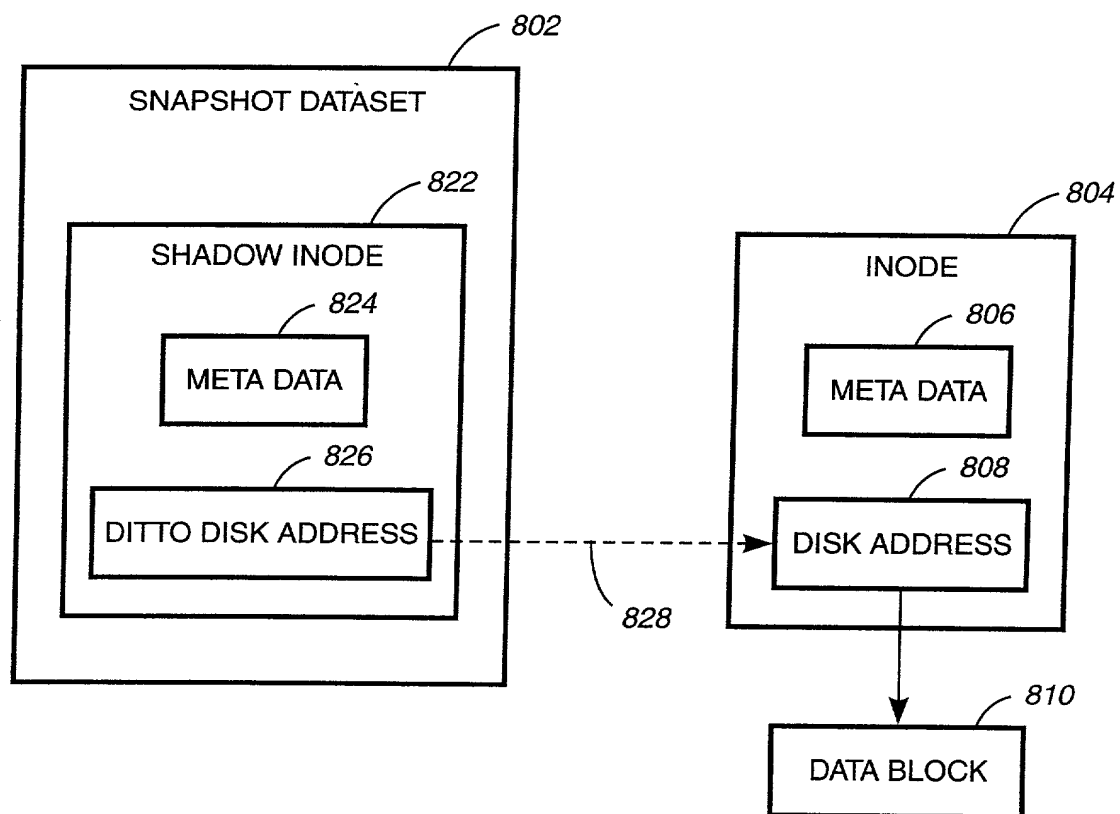 802
SNAPSHOT DATASET
822
SHADOW INODE
824
META DATA
826
DITTO DISK ADDRESS
828
804
INODE
806
META DATA
808
DISK ADDRESS
810
DATA BLOCK